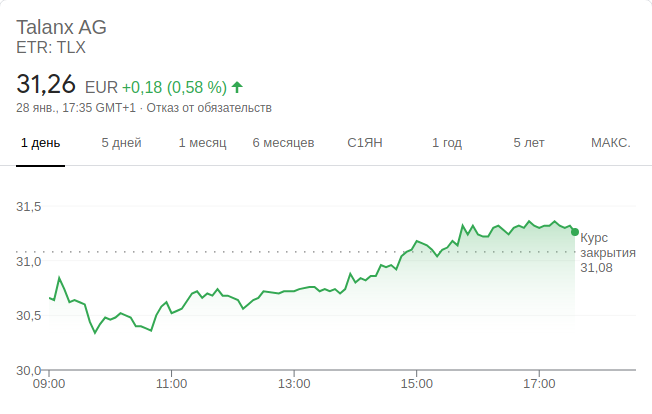 Talanx AG
ETR: TLX
31,26 EUR +0,18 (0,58 %)
28 янв., 17:35 GMT+1 · Отказ от обязательств
1 день 5 дней 1 месяц 6 месяцев С1ЯН 1 год 5 лет МАКС.
31,5
Курс
закрытия
31,08
31,0
30,5
30,0
09:00 11:00 13:00 15:00 17:00